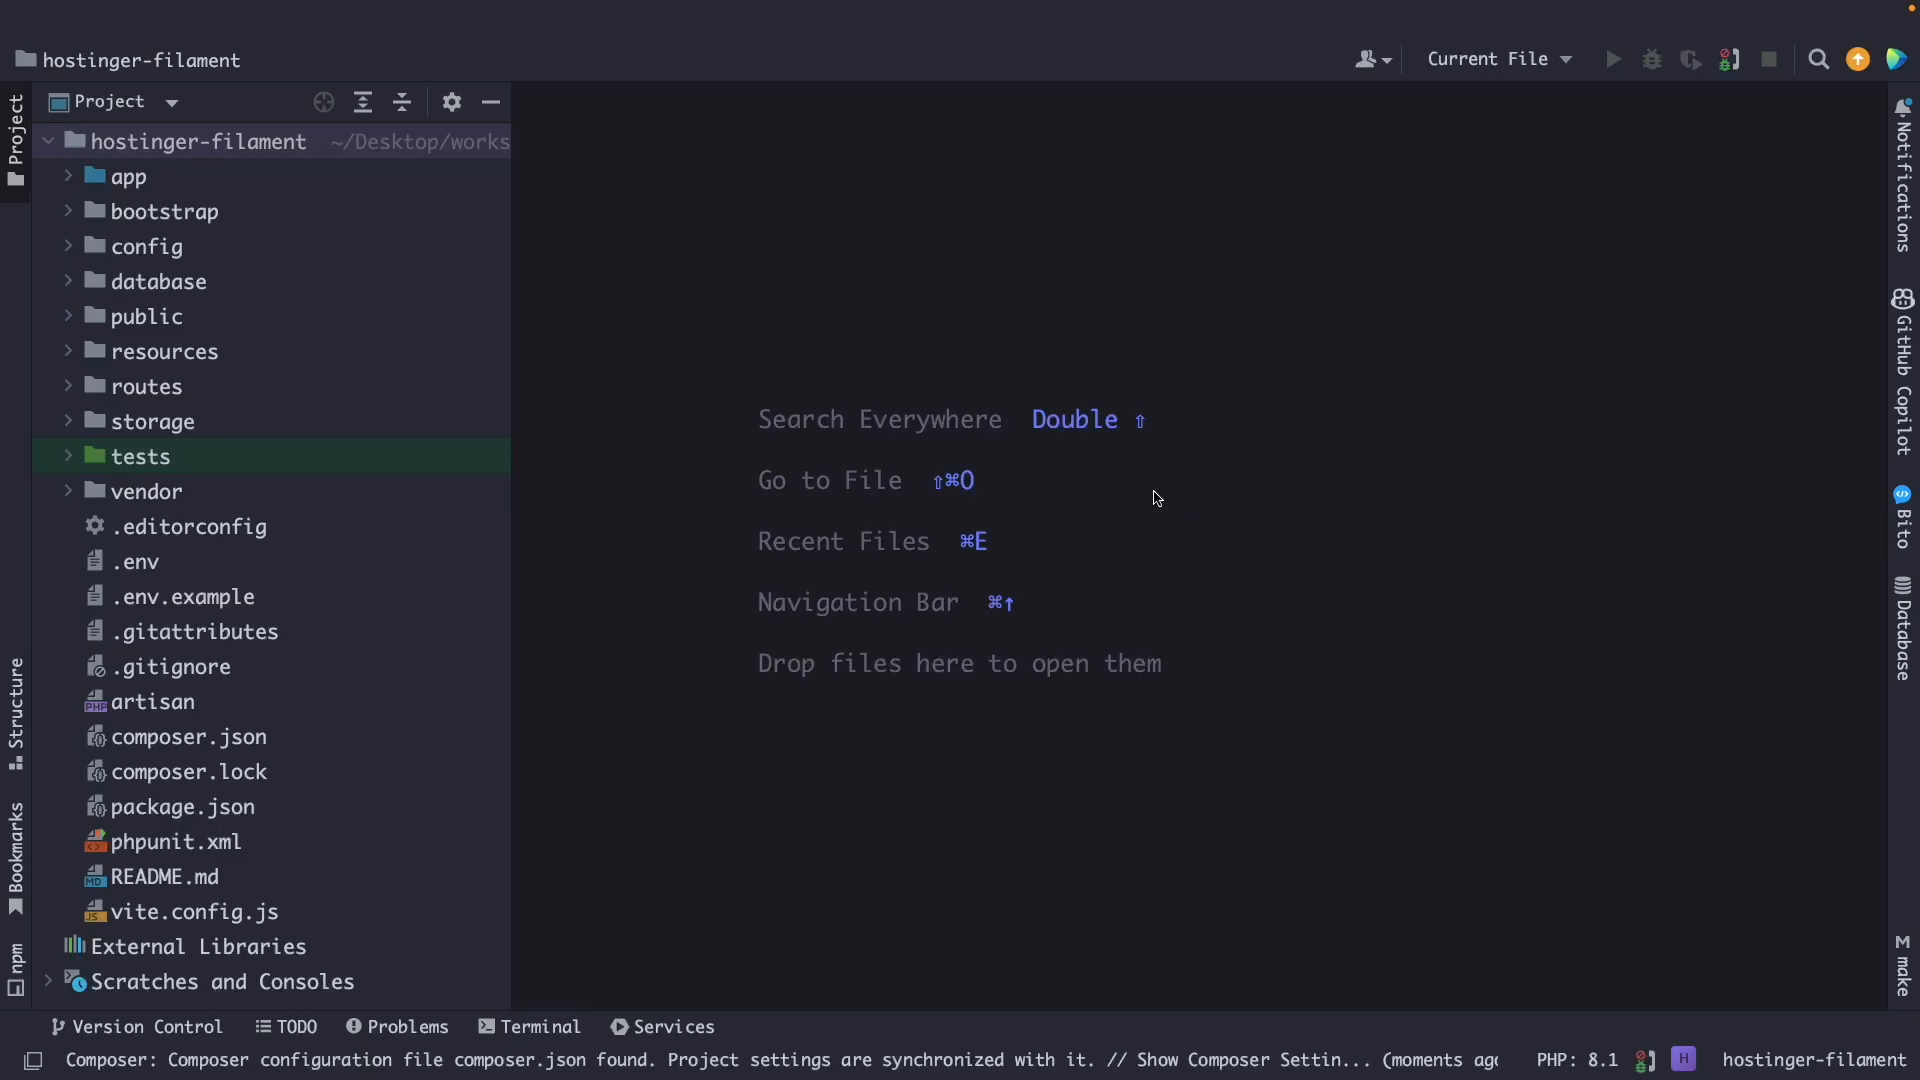 hostinger-filament
Current File
Project
Project
hostinger-filament ~/Desktop/works
app
bootstrap
config
database
public
resources
routes
storage
tests
vendor
.editorconfig
.env
.env.example
.gitattributes
.gitignore
artisan
composer.json
composer.lock
package.json
phpunit.xml
README.md
vite.config.js
External Libraries
Scratches and Consoles
Structure
Bookmarks
npm
Search Everywhere Double ⇧
Go to File ⇧⌘O
Recent Files ⌘E
Navigation Bar ⌘↑
Drop files here to open them
Notifications
GitHub Copilot
Bito
Database
M make
Version Control TODO Problems Terminal Services
Composer: Composer configuration file composer.json found. Project settings are synchronized with it. // Show Composer Settin... (moments ago PHP: 8.1 H hostinger-filament